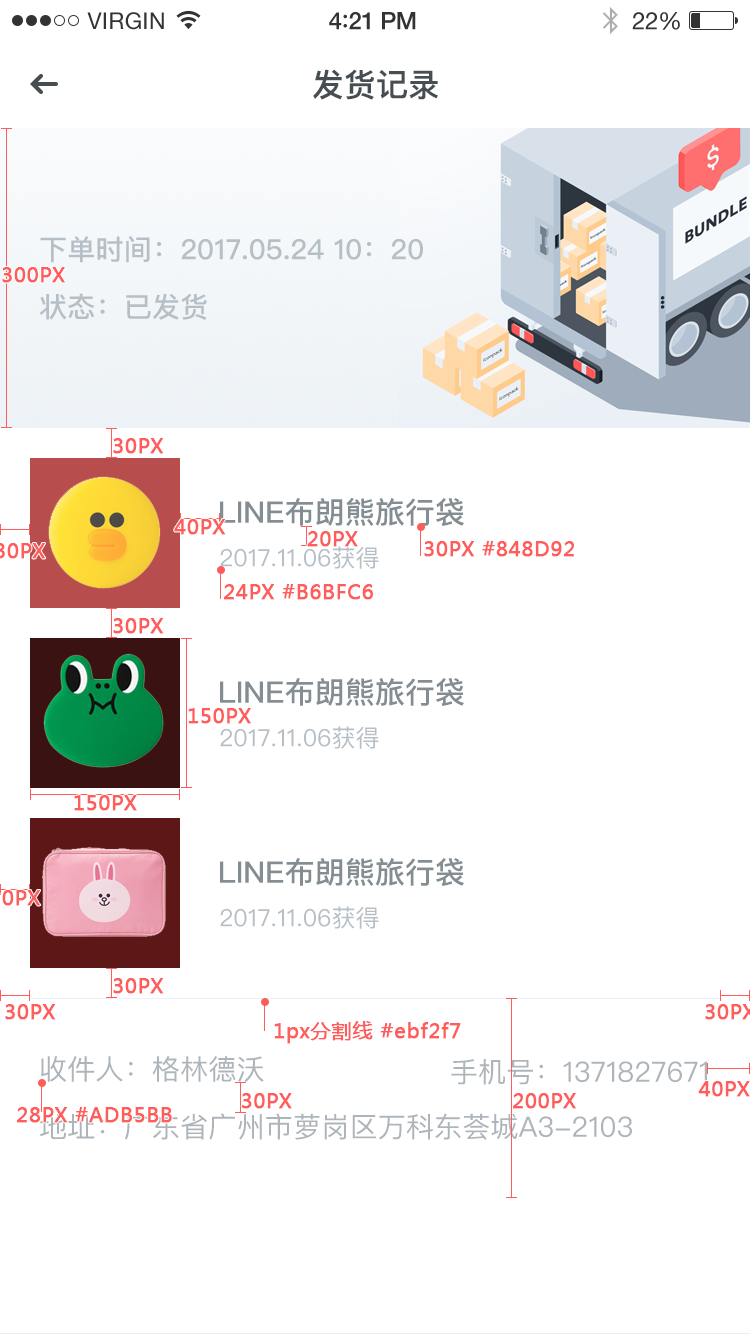 VIRGIN 4:21 PM 22%
发货记录
$
BUNDLE
下单时间：2017.05.24 10：20
300PX
状态：已发货
iconpack
iconpack
iconpack
iconpack
30PX
LINE布朗熊旅行袋
40PX
20PX
30PX #848D92
30PX
2017.11.06获得
24PX #B6BFC6
30PX
LINE布朗熊旅行袋
150PX
2017.11.06获得
150PX
LINE布朗熊旅行袋
0PX
2017.11.06获得
30PX
30PX
30PX
1px分割线 #ebf2f7
收件人：格林德沃
手机号：1371827671
40PX
30PX
200PX
28PX #ADB5BB
地址：广东省广州市萝岗区万科东荟城A3-2103